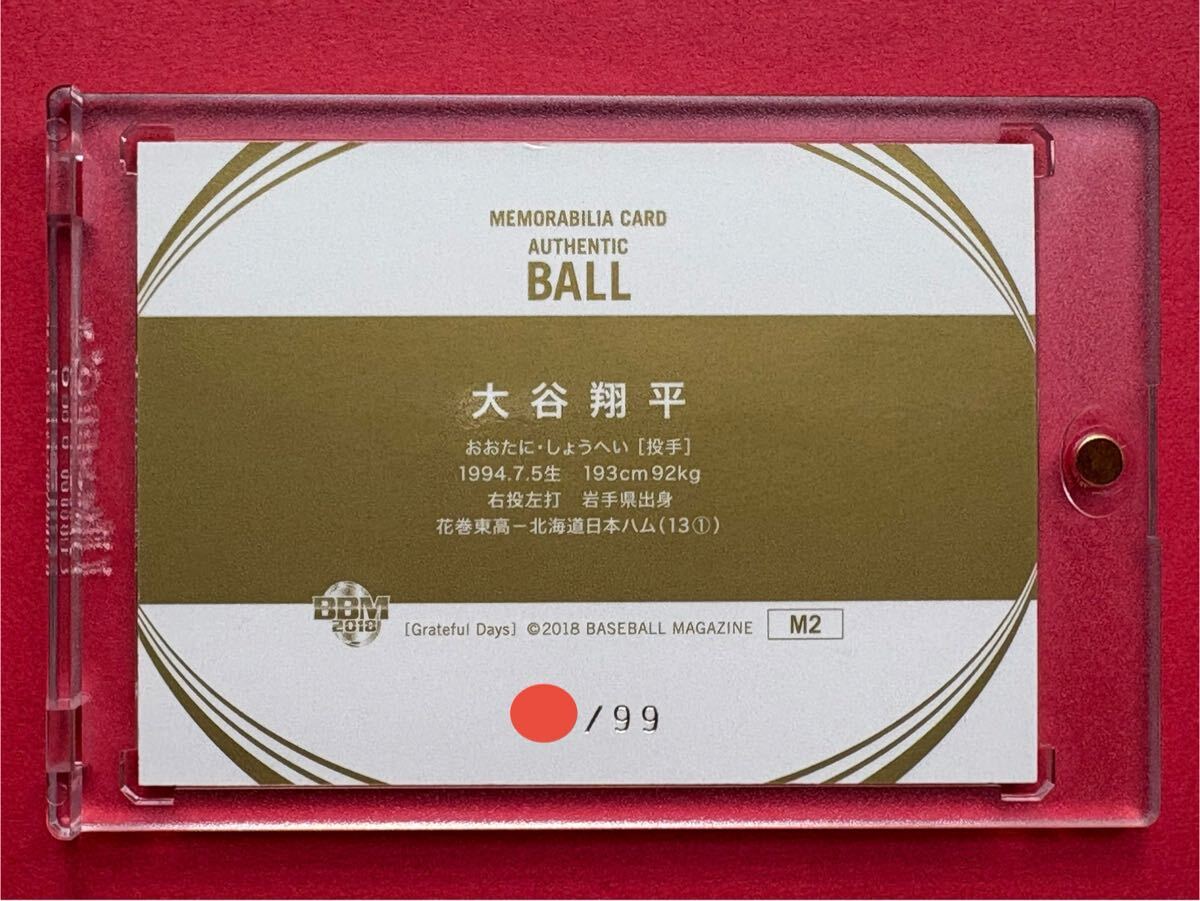 MEMORABILIA CARD
AUTHENTIC
BALL
大谷翔平
おおたに・しょうへい［投手］
1994.7.5生　193cm92kg
右投左打　岩手県出身
花巻東高－北海道日本ハム(13①)
BBM
2018
[Grateful Days] ©2018 BASEBALL MAGAZINE M2
/99